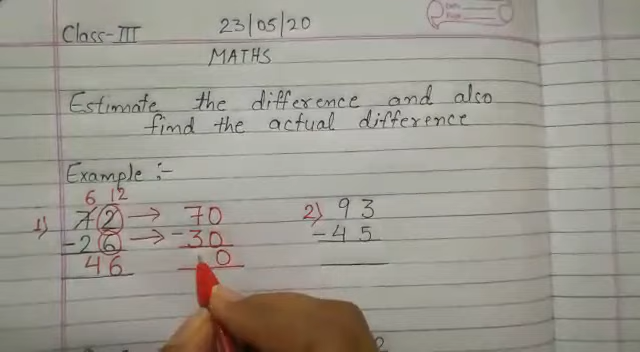 Class-III 23/05/20
MATHS
Estimate the difference and also
find the actual difference
Example :-
6 12
1) 72 → 70 2) 93
- 26 → - 30 - 45
46 0